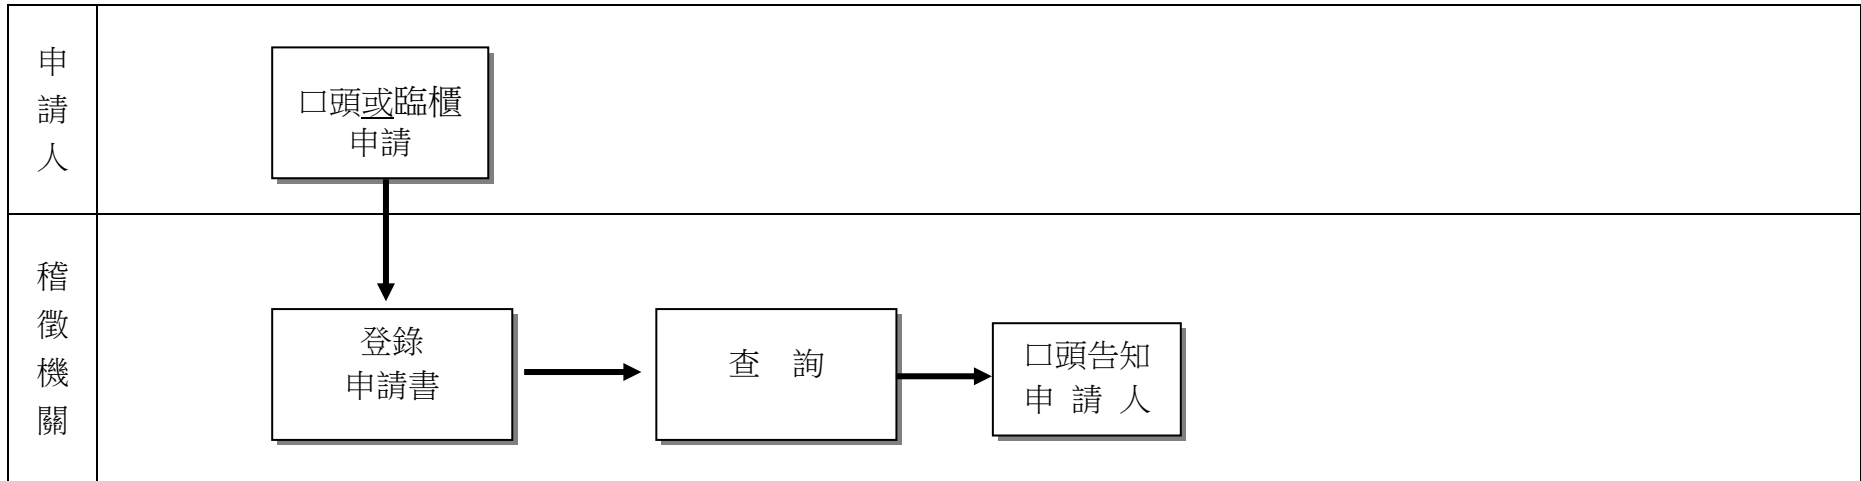 申請人
口頭或臨櫃
申請
稽徵機關
登錄
申請書
查 詢
口頭告知
申 請 人